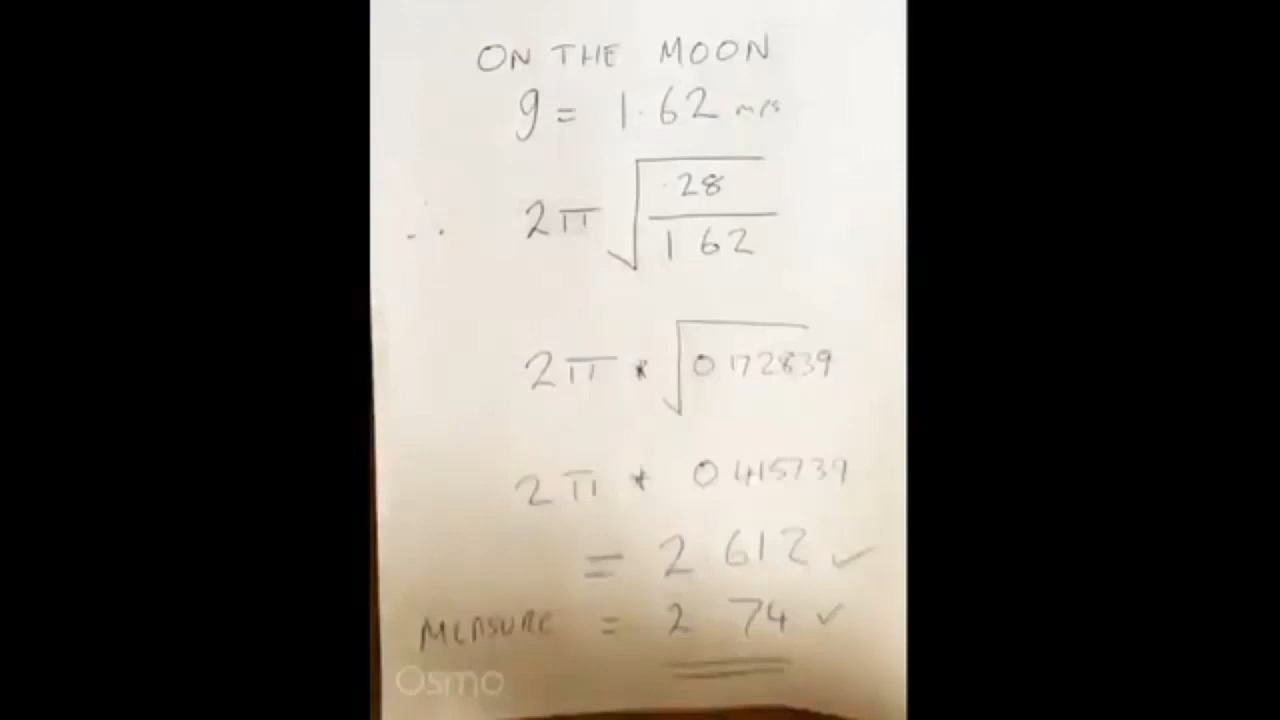 ON THE MOON
g = 1.62 mps
∴ 2π √(.28 / 1.62)
2π * √0.172839
2π * 0.415739
= 2.612 ✓
MEASURE = 2.74 ✓
Osmo